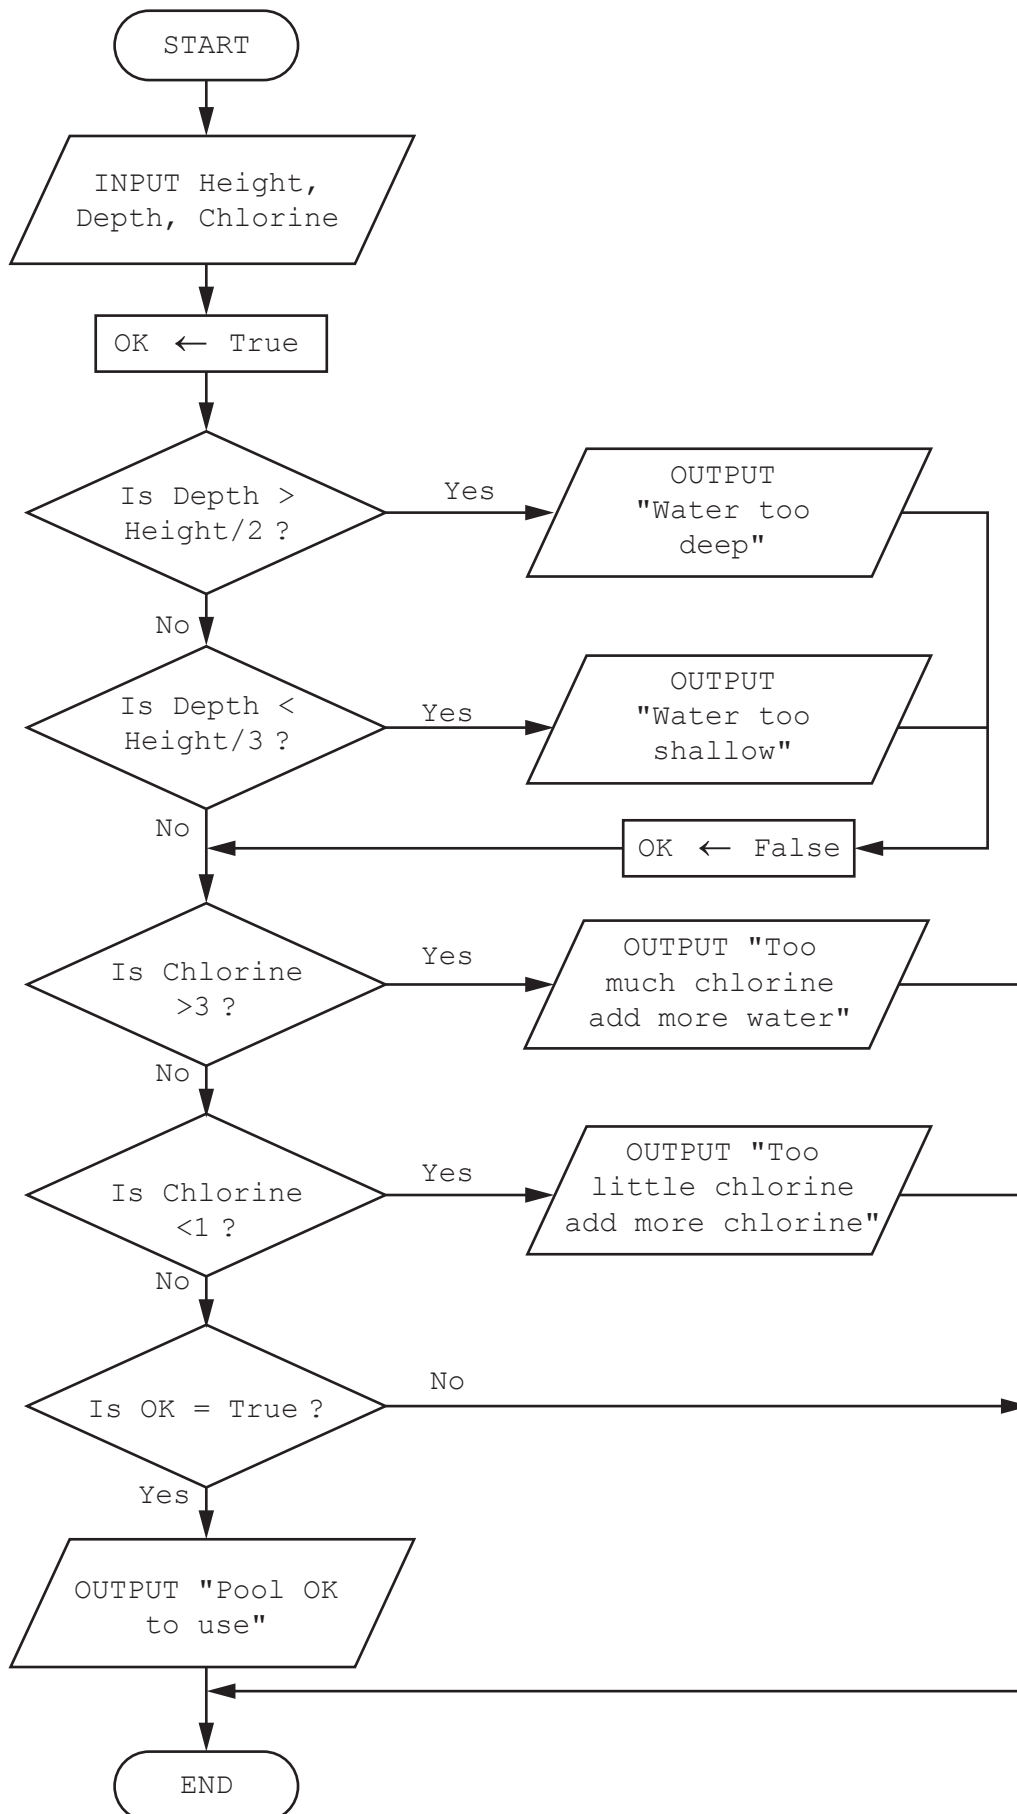 START
INPUT Height,
Depth, Chlorine
OK ← True
Is Depth >
Height/2 ?
Yes
OUTPUT
"Water too
deep"
No
Is Depth <
Height/3 ?
Yes
OUTPUT
"Water too
shallow"
No
OK ← False
Is Chlorine
>3 ?
Yes
OUTPUT "Too
much chlorine
add more water"
No
Is Chlorine
<1 ?
Yes
OUTPUT "Too
little chlorine
add more chlorine"
No
Is OK = True ?
No
Yes
OUTPUT "Pool OK
to use"
END